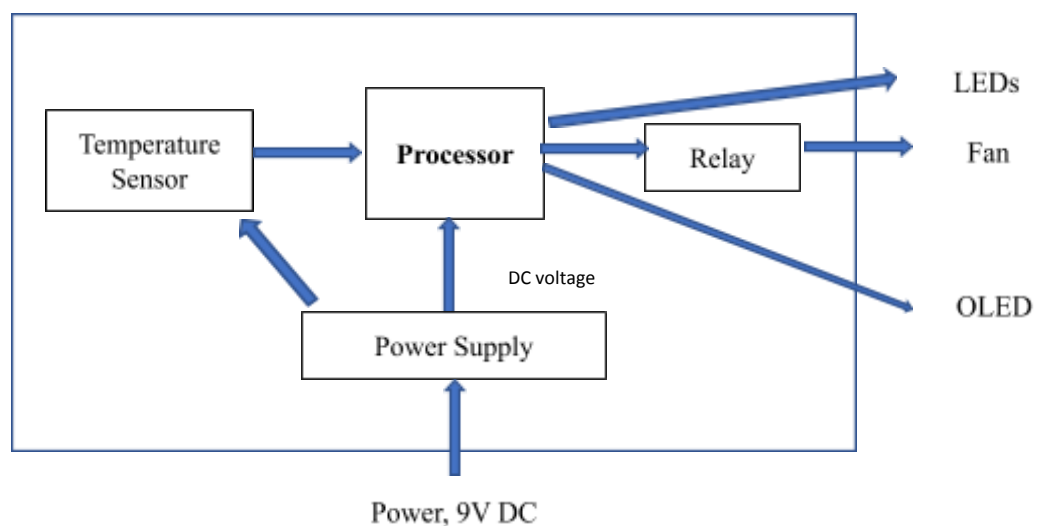 LEDs
Temperature
Sensor
Processor
Relay
Fan
DC voltage
OLED
Power Supply
Power, 9V DC